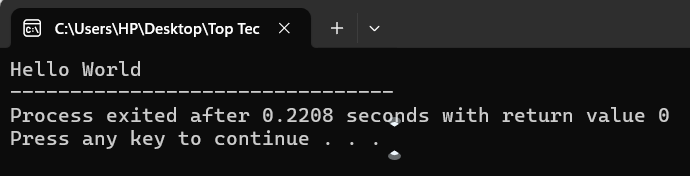 C:\Users\HP\Desktop\Top Tec
Hello World
--------------------------------
Process exited after 0.2208 seconds with return value 0
Press any key to continue . . .